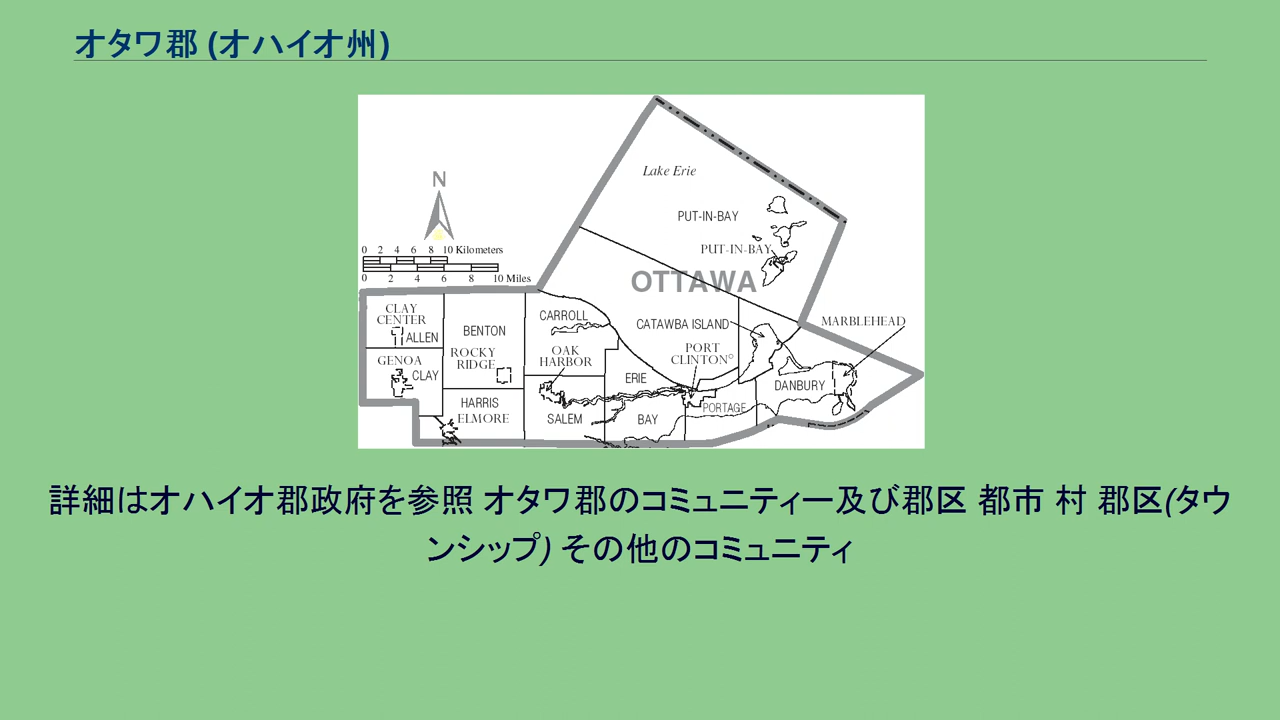 オタワ郡 (オハイオ州)
Lake Erie
N
PUT-IN-BAY
PUT-IN-BAY
0 2 4 6 8 10 Kilometers
0 2 4 6 8 10 Miles
OTTAWA
CLAY
CENTER
ALLEN
BENTON
CARROLL
CATAWBA ISLAND
MARBLEHEAD
GENOA
CLAY
ROCKY
RIDGE
OAK
HARBOR
PORT
CLINTON
ERIE
DANBURY
HARRIS
ELMORE
SALEM
BAY
PORTAGE
詳細はオハイオ郡政府を参照 オタワ郡のコミュニティー及び郡区 都市 村 郡区(タウ
ンシップ) その他のコミュニティ